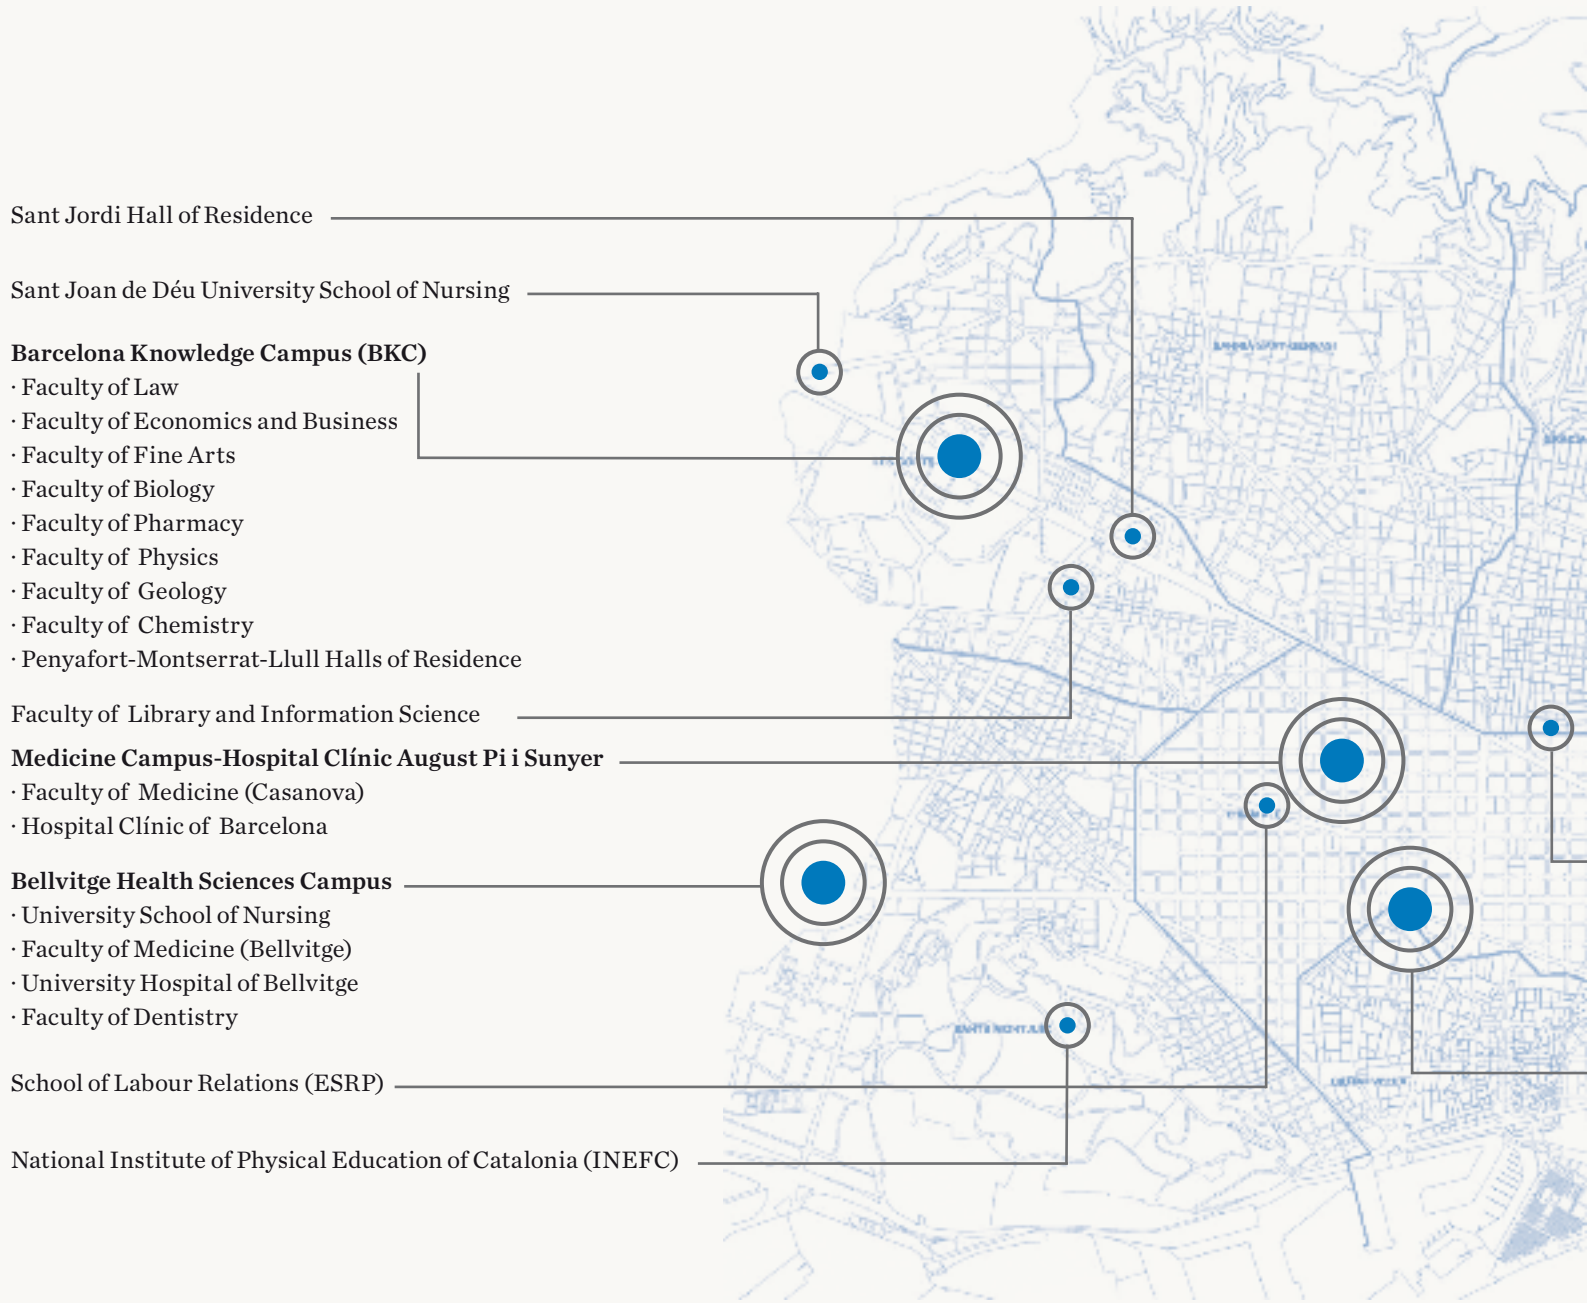 Sant Jordi Hall of Residence
Sant Joan de Déu University School of Nursing
Barcelona Knowledge Campus (BKC)
· Faculty of Law
· Faculty of Economics and Business
· Faculty of Fine Arts
· Faculty of Biology
· Faculty of Pharmacy
· Faculty of Physics
· Faculty of Geology
· Faculty of Chemistry
· Penyafort-Montserrat-Llull Halls of Residence
Faculty of Library and Information Science
Medicine Campus-Hospital Clínic August Pi i Sunyer
· Faculty of Medicine (Casanova)
· Hospital Clínic of Barcelona
Bellvitge Health Sciences Campus
· University School of Nursing
· Faculty of Medicine (Bellvitge)
· University Hospital of Bellvitge
· Faculty of Dentistry
School of Labour Relations (ESRP)
National Institute of Physical Education of Catalonia (INEFC)